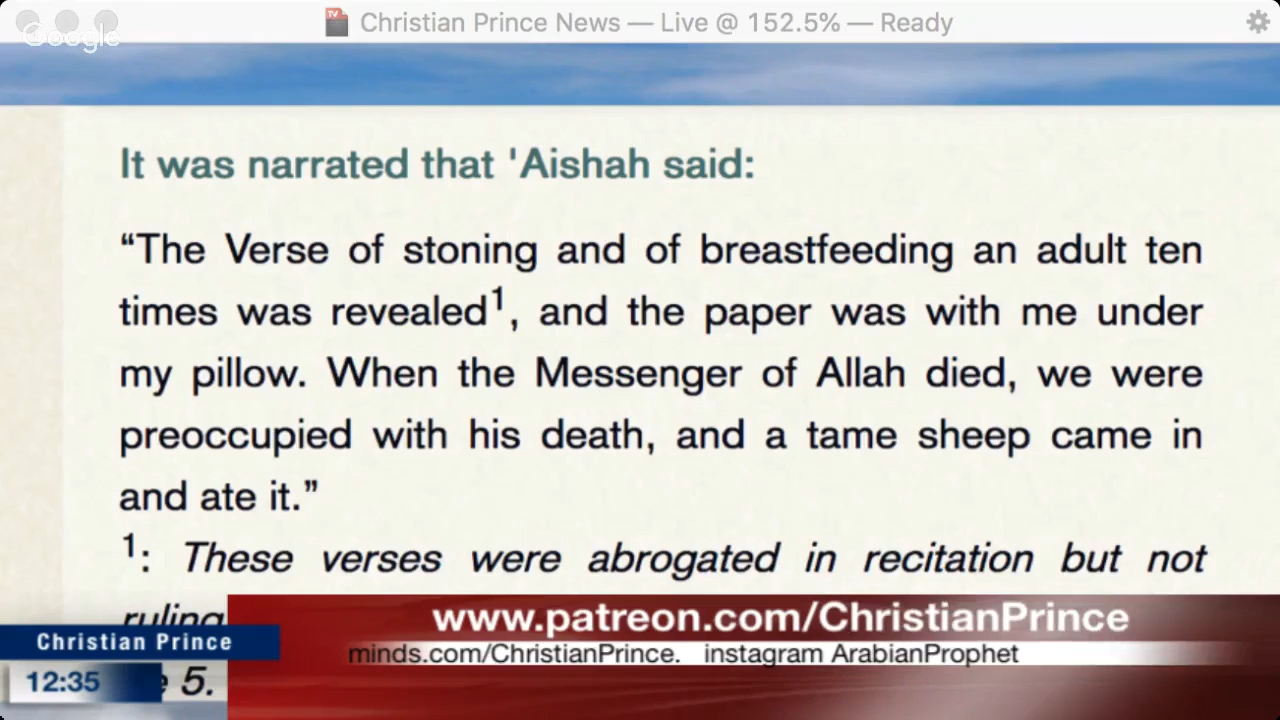 Christian Prince News — Live @ 152.5% — Ready
Google
It was narrated that 'Aishah said:
“The Verse of stoning and of breastfeeding an adult ten
times was revealed¹, and the paper was with me under
my pillow. When the Messenger of Allah died, we were
preoccupied with his death, and a tame sheep came in
and ate it.”
¹: These verses were abrogated in recitation but not
ruling
5.
www.patreon.com/ChristianPrince
minds.com/ChristianPrince. instagram ArabianProphet
Christian Prince
12:35